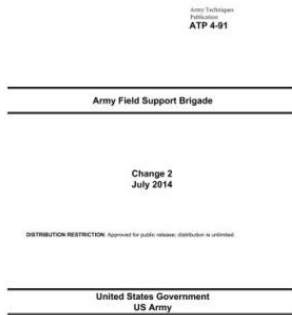 Army Techniques
Publication
ATP 4-91
Army Field Support Brigade
Change 2
July 2014
DISTRIBUTION RESTRICTION: Approved for public release; distribution is unlimited.
United States Government
US Army